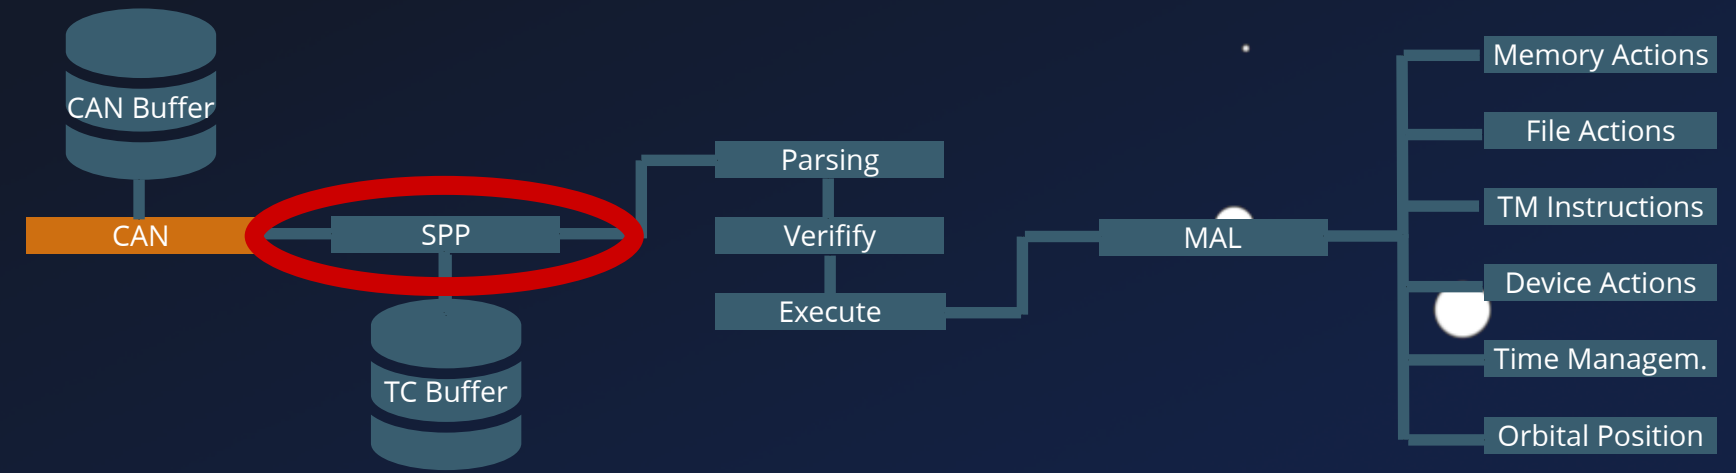 CAN Buffer
CAN
SPP
TC Buffer
Parsing
Verifify
Execute
MAL
Memory Actions
File Actions
TM Instructions
Device Actions
Time Managem.
Orbital Position